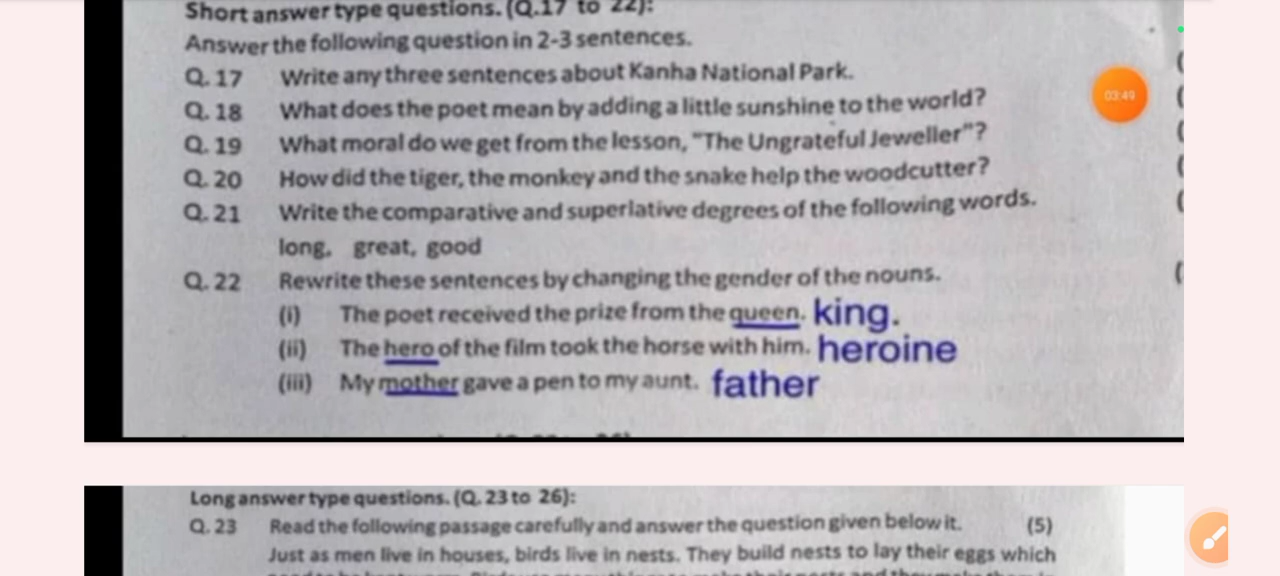 Short answer type questions. (Q.17 to 22):
Answer the following question in 2-3 sentences.
Q. 17 Write any three sentences about Kanha National Park.
03:49
Q. 18 What does the poet mean by adding a little sunshine to the world?
Q. 19 What moral do we get from the lesson, "The Ungrateful Jeweller"?
Q. 20 How did the tiger, the monkey and the snake help the woodcutter?
Q. 21 Write the comparative and superlative degrees of the following words.
long, great, good
Q. 22 Rewrite these sentences by changing the gender of the nouns.
(i) The poet received the prize from the queen. king.
(ii) The hero of the film took the horse with him. heroine
(iii) My mother gave a pen to my aunt. father
Long answer type questions. (Q. 23 to 26):
Q. 23 Read the following passage carefully and answer the question given below it. (5)
Just as men live in houses, birds live in nests. They build nests to lay their eggs which